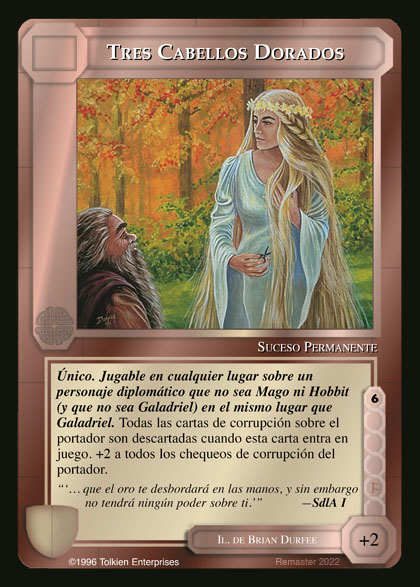 Tres Cabellos Dorados
Suceso Permanente
Único. Jugable en cualquier lugar sobre un
personaje diplomático que no sea Mago ni Hobbit
(y que no sea Galadriel) en el mismo lugar que
Galadriel. Todas las cartas de corrupción sobre el
portador son descartadas cuando esta carta entra en
juego. +2 a todos los chequeos de corrupción del
portador.
6
“‘… que el oro te desbordará en las manos, y sin embargo
no tendrá ningún poder sobre ti.’” —SdlA I
Il. de Brian Durfee
+2
©1996 Tolkien Enterprises
Remaster 2022